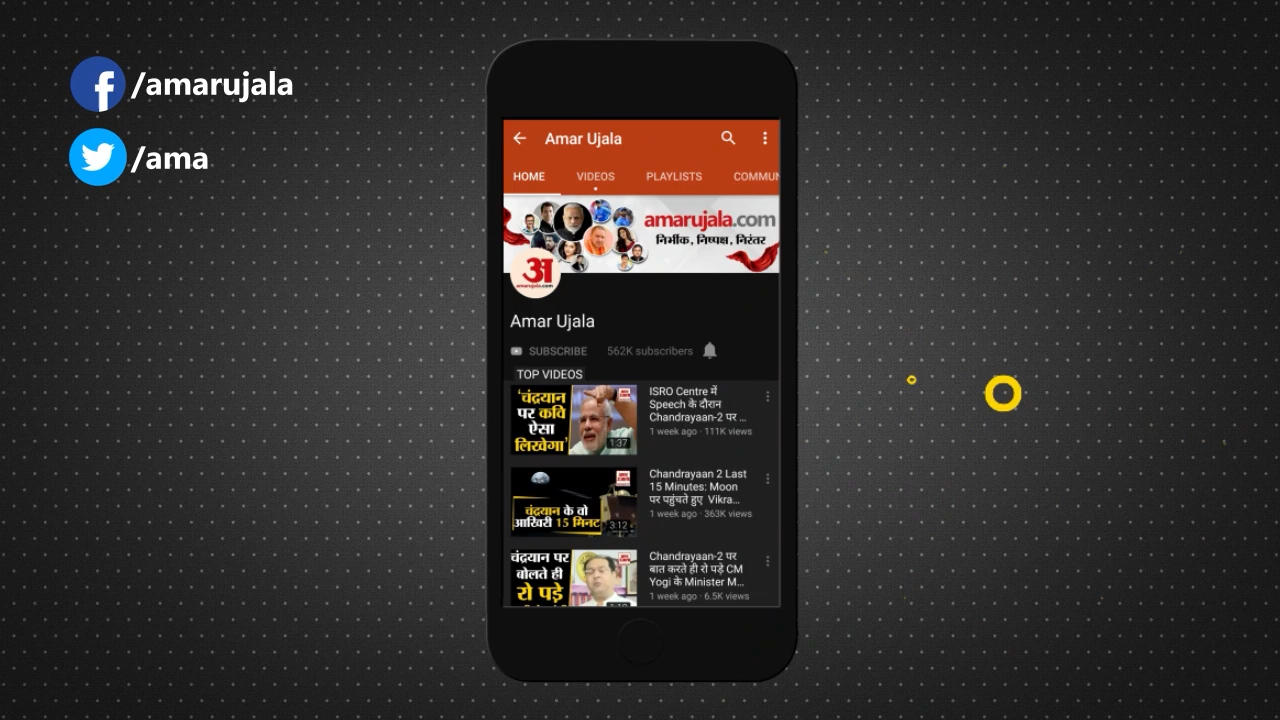 /amarujala
/ama
Amar Ujala
HOME
VIDEOS
PLAYLISTS
COMMUN
amarujala.com
निर्भीक, निष्पक्ष, निरंतर
अ
amarujala.com
Amar Ujala
SUBSCRIBE
562K subscribers
TOP VIDEOS
'चंद्रयान
पर कवि
ऐसा
लिखेगा'
1:37
ISRO Centre में
Speech के दौरान
Chandrayaan-2 पर ...
1 week ago · 111K views
चंद्रयान के वो
आखिरी 15 मिनट
3:12
Chandrayaan 2 Last
15 Minutes: Moon
पर पहुंचते हुए Vikra...
1 week ago · 363K views
चंद्रयान पर
बोलते ही
रो पड़े
Chandrayaan-2 पर
बात करते ही रो पड़े CM
Yogi के Minister M...
1 week ago · 6.5K views